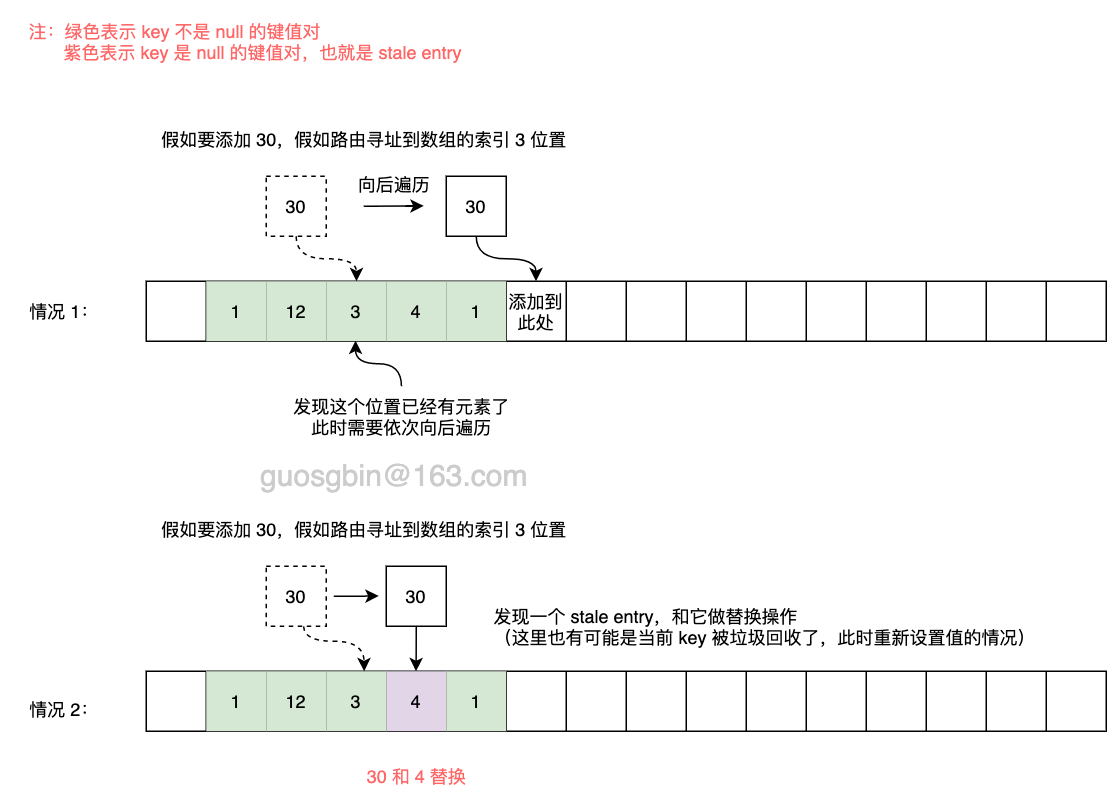 注：绿色表示 key 不是 null 的键值对
紫色表示 key 是 null 的键值对，也就是 stale entry
假如要添加 30，假如路由寻址到数组的索引 3 位置
30
向后遍历
30
情况 1：
1
12
3
4
1
添加到
此处
发现这个位置已经有元素了
此时需要依次向后遍历
guosgbin@163.com
假如要添加 30，假如路由寻址到数组的索引 3 位置
30
30
发现一个 stale entry，和它做替换操作
（这里也有可能是当前 key 被垃圾回收了，此时重新设置值的情况）
情况 2：
1
12
3
4
1
30 和 4 替换